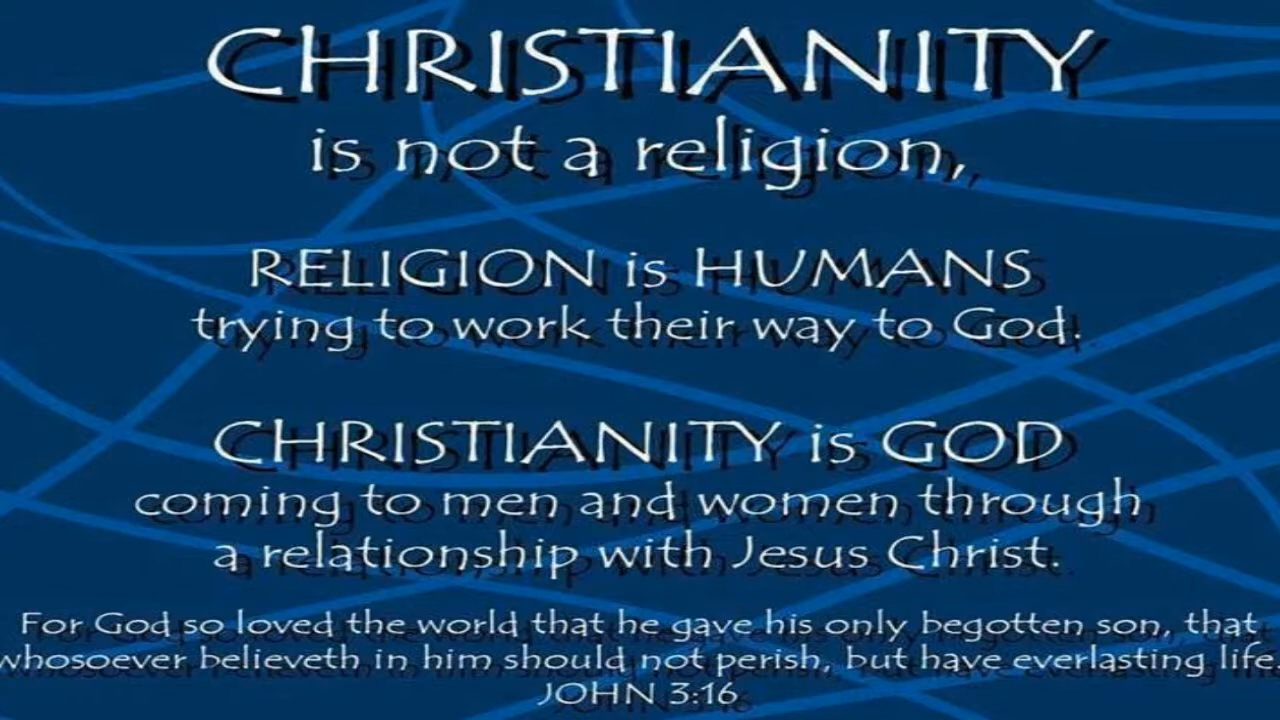 CHRISTIANITY
is not a religion,
RELIGION is HUMANS
trying to work their way to God.
CHRISTIANITY is GOD
coming to men and women through
a relationship with Jesus Christ.
For God so loved the world that he gave his only begotten son, that
whosoever believeth in him should not perish, but have everlasting life.
JOHN 3:16